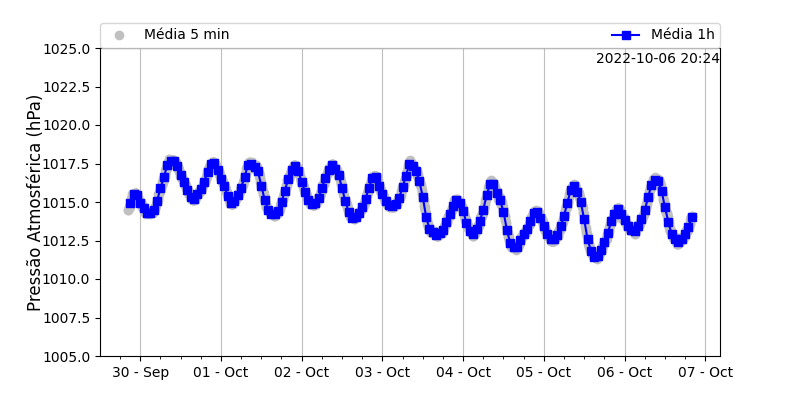 Média 5 min
Média 1h
2022-10-06 20:24
Pressão Atmosférica (hPa)
1025.0
1022.5
1020.0
1017.5
1015.0
1012.5
1010.0
1007.5
1005.0
30 - Sep
01 - Oct
02 - Oct
03 - Oct
04 - Oct
05 - Oct
06 - Oct
07 - Oct